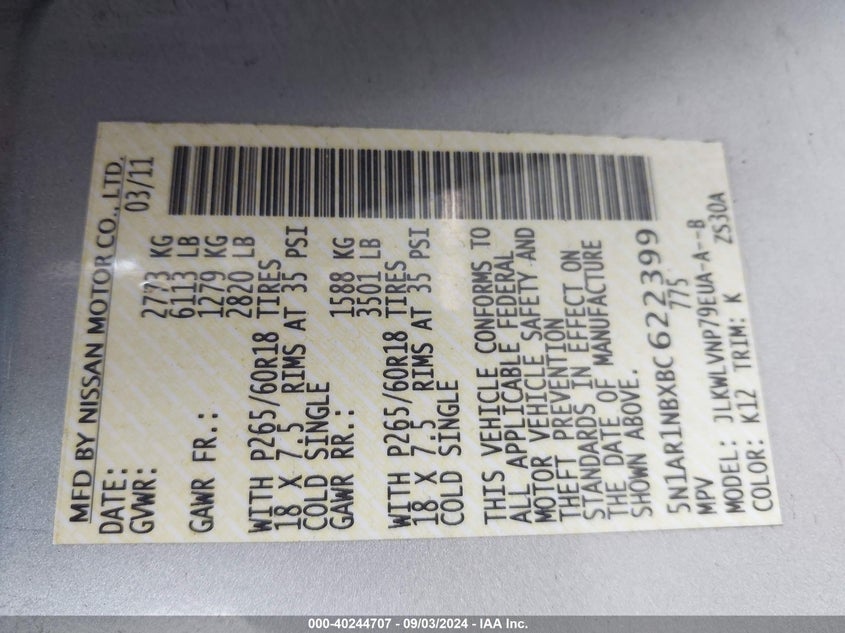 MFD BY NISSAN MOTOR CO., LTD.
DATE: 03/11
GVWR: 2773 KG
6113 LB
GAWR FR.: 1279 KG
2820 LB
WITH P265/60R18 TIRES
18 X 7.5 RIMS AT 35 PSI
COLD SINGLE
GAWR RR.: 1588 KG
3501 LB
WITH P265/60R18 TIRES
18 X 7.5 RIMS AT 35 PSI
COLD SINGLE
THIS VEHICLE CONFORMS TO
ALL APPLICABLE FEDERAL
MOTOR VEHICLE SAFETY AND
THEFT PREVENTION
STANDARDS IN EFFECT ON
THE DATE OF MANUFACTURE
SHOWN ABOVE.
5N1AR1NBXBC622399
MPV 775
MODEL: JLKWLVNP79EUA-A--B
COLOR: K12 TRIM: K ZS30A
000-40244707 - 09/03/2024 - IAA Inc.